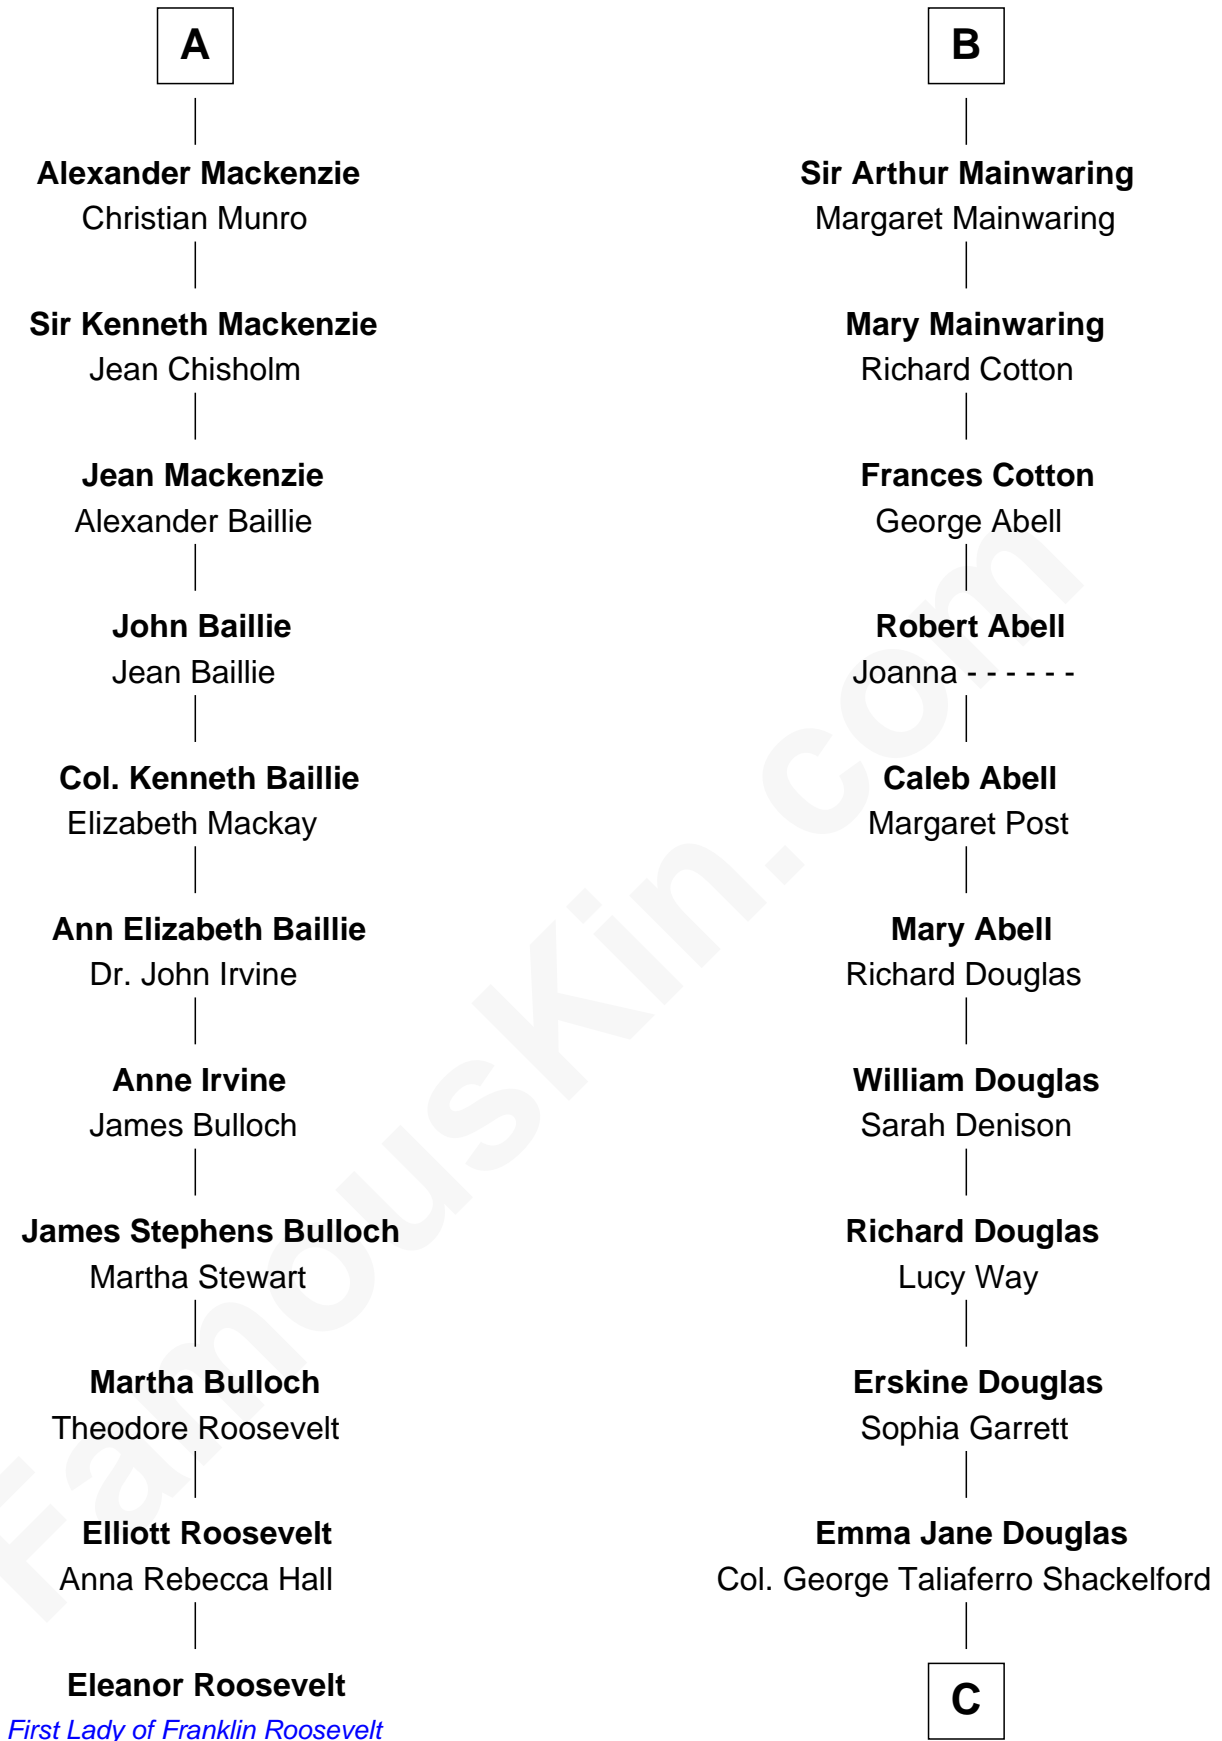 A
Alexander Mackenzie
Christian Munro
Sir Kenneth Mackenzie
Jean Chisholm
Jean Mackenzie
Alexander Baillie
John Baillie
Jean Baillie
Col. Kenneth Baillie
Elizabeth Mackay
Ann Elizabeth Baillie
Dr. John Irvine
Anne Irvine
James Bulloch
James Stephens Bulloch
Martha Stewart
Martha Bulloch
Theodore Roosevelt
Elliott Roosevelt
Anna Rebecca Hall
Eleanor Roosevelt
First Lady of Franklin Roosevelt
B
Sir Arthur Mainwaring
Margaret Mainwaring
Mary Mainwaring
Richard Cotton
Frances Cotton
George Abell
Robert Abell
Joanna - - - - - -
Caleb Abell
Margaret Post
Mary Abell
Richard Douglas
William Douglas
Sarah Denison
Richard Douglas
Lucy Way
Erskine Douglas
Sophia Garrett
Emma Jane Douglas
Col. George Taliaferro Shackelford
C
FamousKin.com